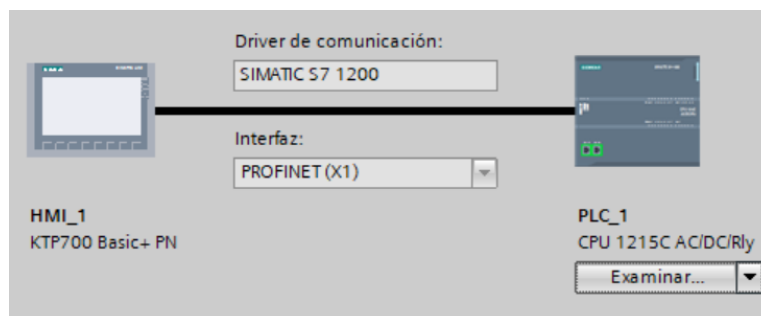 Driver de comunicación:
SIMATIC S7 1200
Interfaz:
PROFINET (X1)
HMI_1
KTP700 Basic+ PN
PLC_1
CPU 1215C AC/DC/Rly
Examinar...